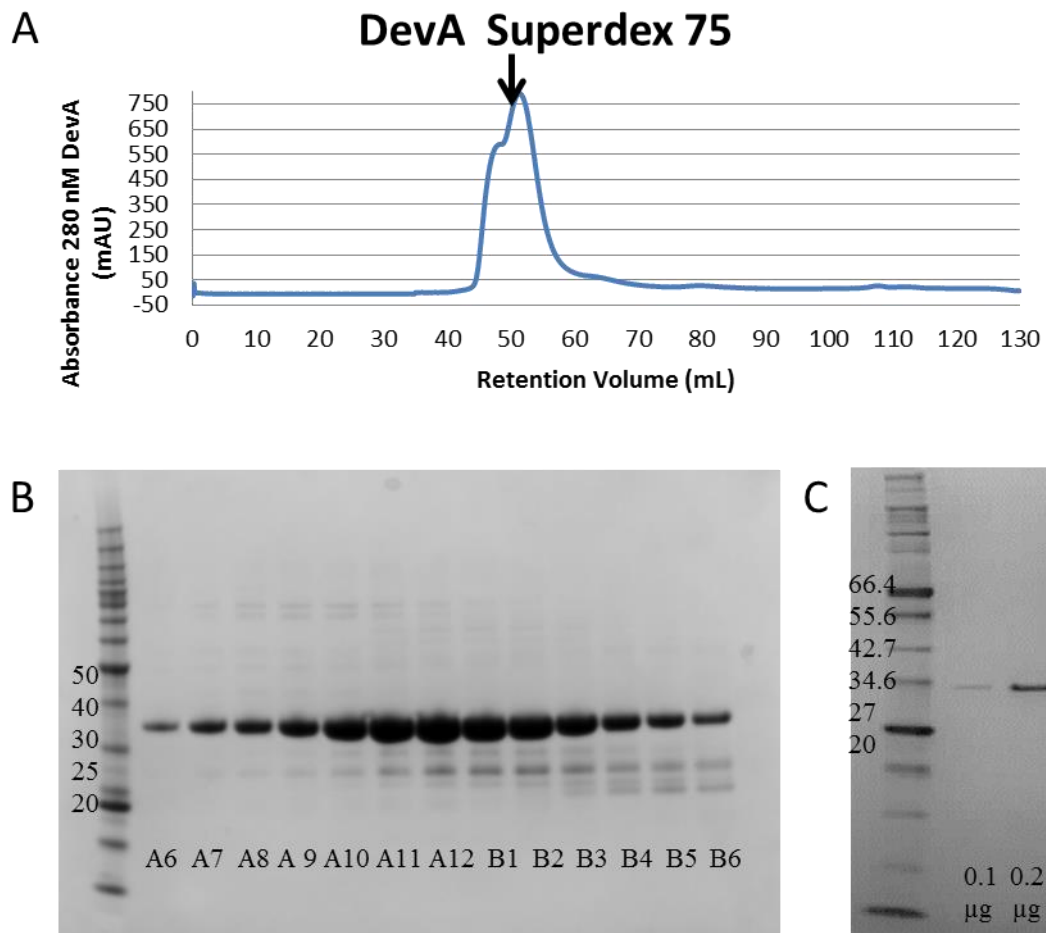 A
DevA Superdex 75
Absorbance 280 nM DevA
(mAU)
750
650
550
450
350
250
150
50
-50
0 10 20 30 40 50 60 70 80 90 100 110 120 130
Retention Volume (mL)
B
50
40
30
25
20
A6 A7 A8 A 9 A10 A11 A12 B1 B2 B3 B4 B5 B6
C
66.4
55.6
42.7
34.6
27
20
0.1 0.2
µg µg